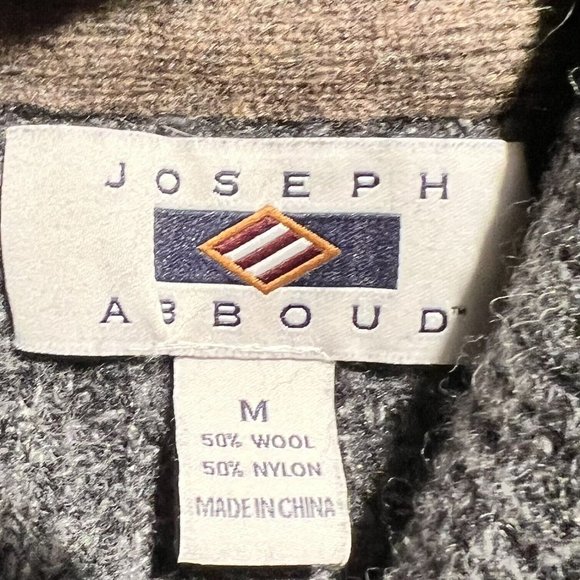 JOSEPH
ABBOUD™
M
50% WOOL
50% NYLON
MADE IN CHINA